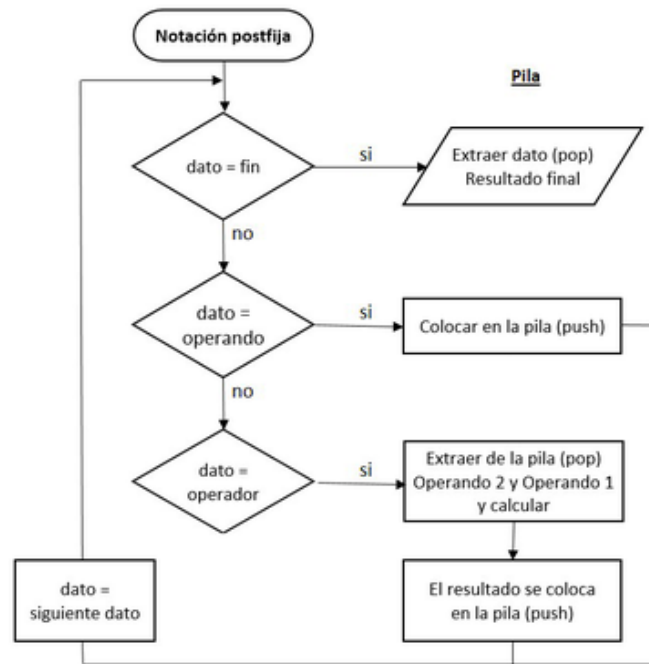 Notación postfija
Pila
dato = fin
si
Extraer dato (pop)
Resultado final
no
dato =
operando
si
Colocar en la pila (push)
no
dato =
operador
si
Extraer de la pila (pop)
Operando 2 y Operando 1
y calcular
dato =
siguiente dato
El resultado se coloca
en la pila (push)